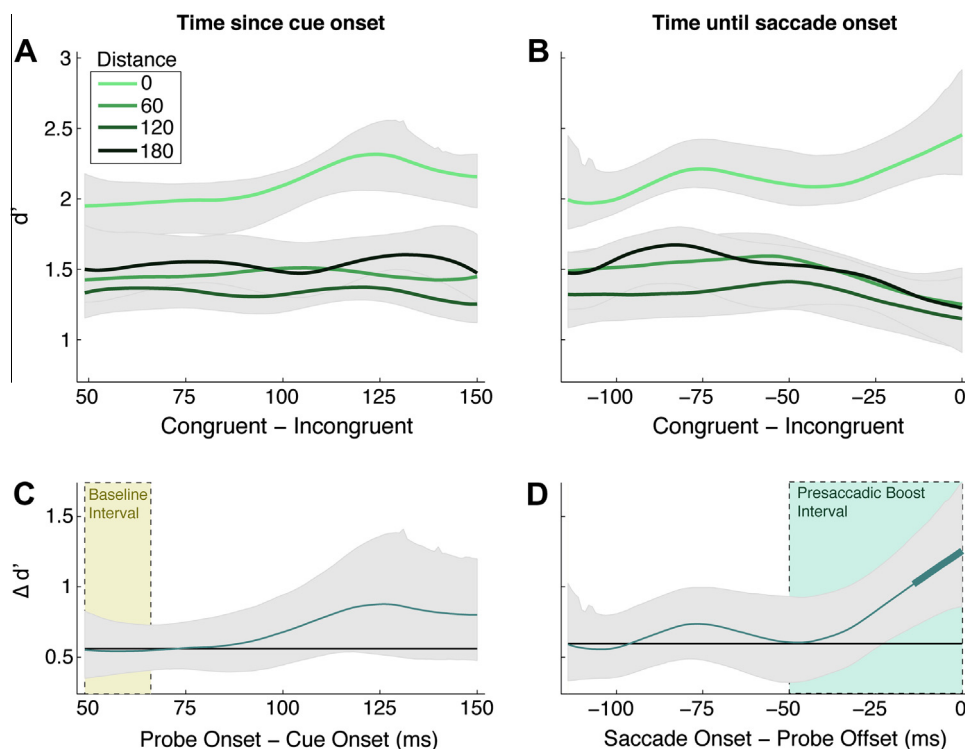 Time since cue onset
Time until saccade onset
A
B
Distance
0
60
120
180
3
2.5
2
1.5
1
d'
50
75
100
125
150
−100
−75
−50
−25
0
Congruent − Incongruent
Congruent − Incongruent
C
D
Baseline
Interval
Presaccadic Boost
Interval
1.5
1
0.5
Δ d'
50
75
100
125
150
−100
−75
−50
−25
0
Probe Onset − Cue Onset (ms)
Saccade Onset − Probe Offset (ms)